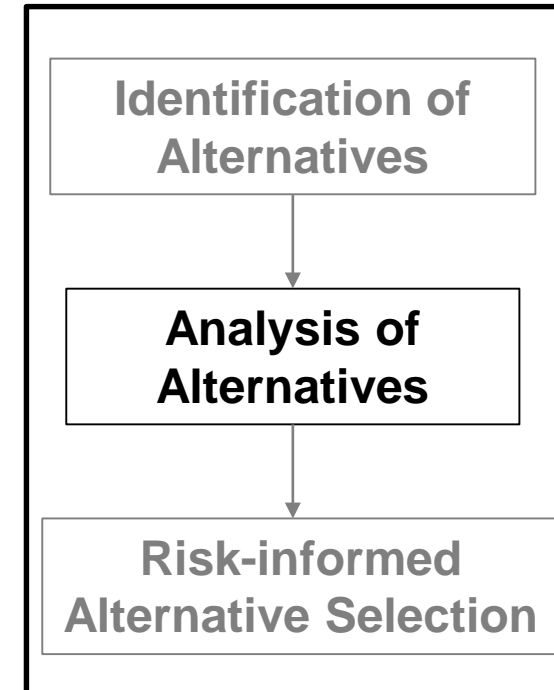 Identification of
Alternatives
Analysis of
Alternatives
Risk-informed
Alternative Selection